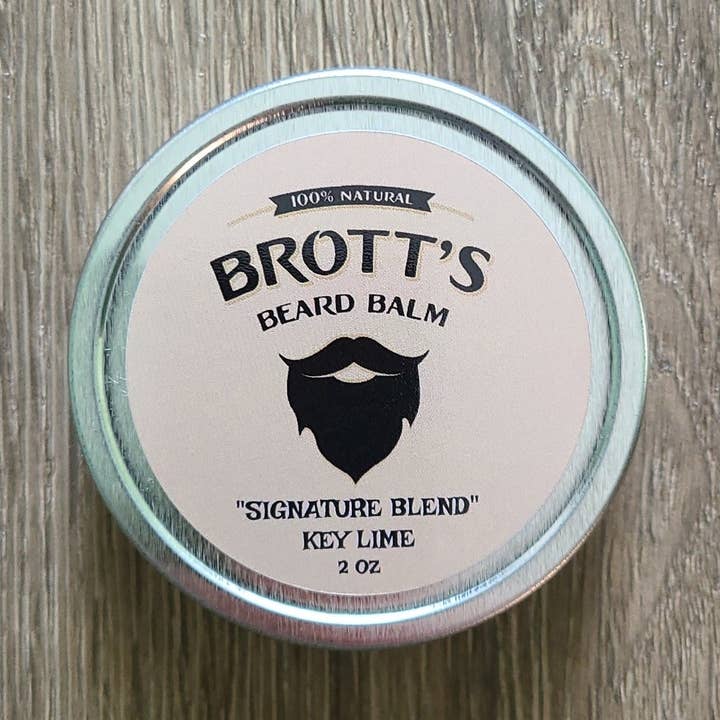 100% NATURAL
BROTT'S
BEARD BALM
"SIGNATURE BLEND"
KEY LIME
2 OZ